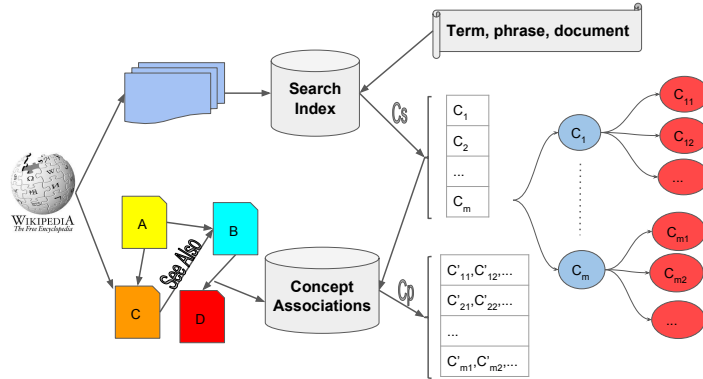 Term, phrase, document
Search
Index
Cs
C1
C2
...
Cm
C1
C11
C12
...
WIKIPEDIA
The Free Encyclopedia
A
B
See Also
C
D
Concept
Associations
Cp
C'11,C'12,...
C'21,C'22,...
...
C'm1,C'm2,...
Cm
Cm1
Cm2
...